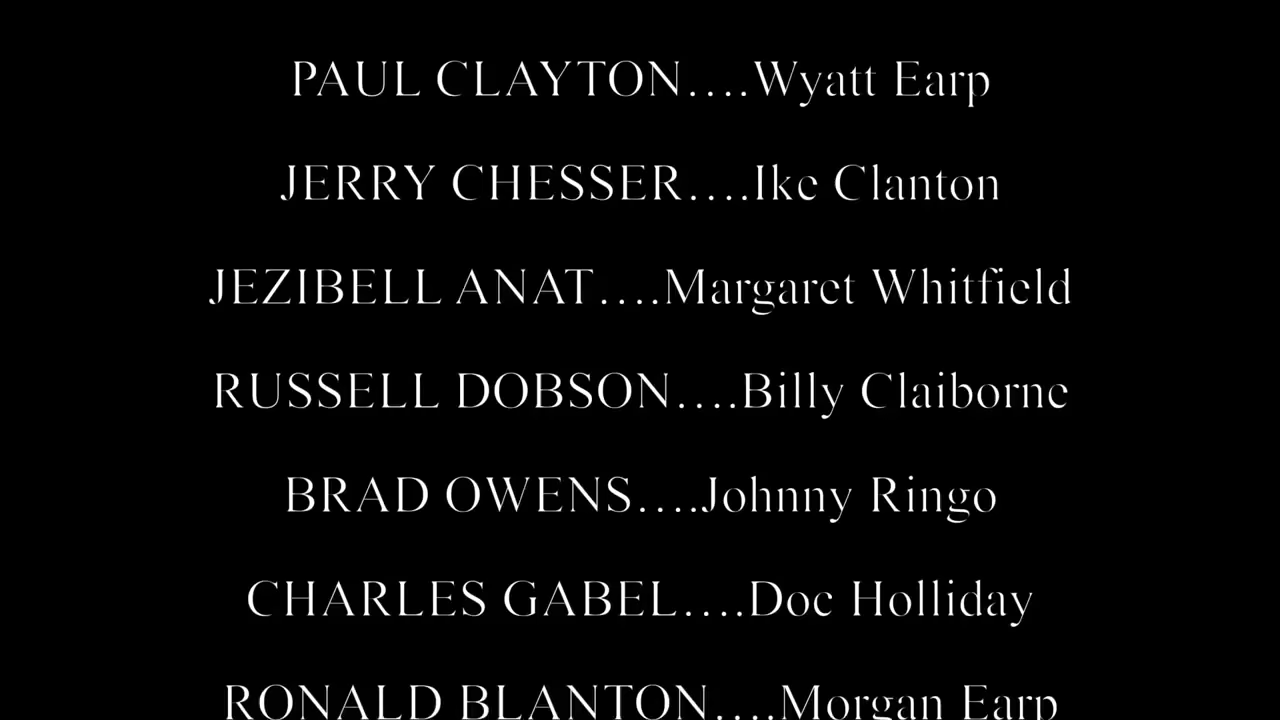 PAUL CLAYTON....Wyatt Earp
JERRY CHESSER....Ike Clanton
JEZIBELL ANAT....Margaret Whitfield
RUSSELL DOBSON....Billy Claiborne
BRAD OWENS....Johnny Ringo
CHARLES GABEL....Doc Holliday
RONALD BLANTON....Morgan Earp